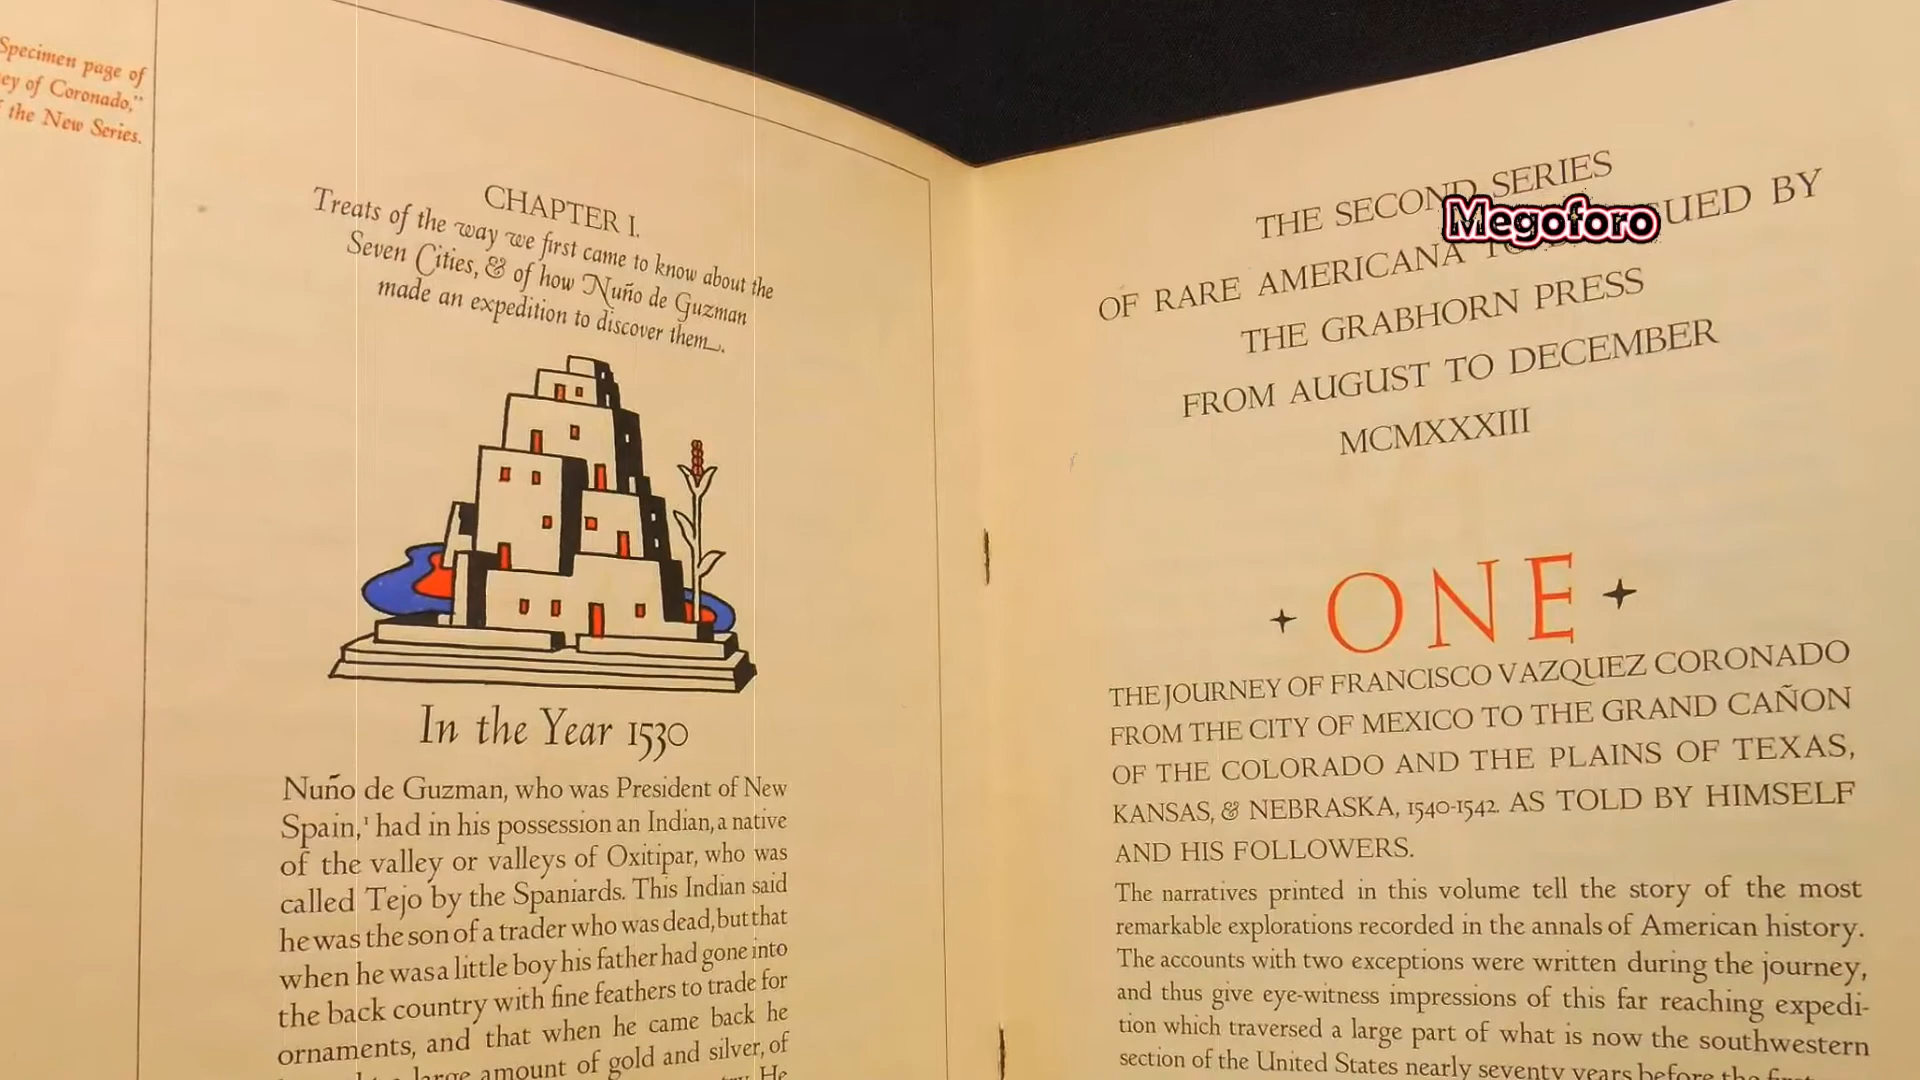 Specimen page of
ey of Coronado,"
the New Series.
CHAPTER I.
Treats of the way we first came to know about the
Seven Cities, & of how Nuño de Guzman
made an expedition to discover them.
In the Year 1530
Nuño de Guzman, who was President of New
Spain,¹ had in his possession an Indian, a native
of the valley or valleys of Oxitipar, who was
called Tejo by the Spaniards. This Indian said
he was the son of a trader who was dead, but that
when he was a little boy his father had gone into
the back country with fine feathers to trade for
ornaments, and that when he came back he
large amount of gold and silver, of
He
THE SECOND SERIES
Megoforo
OF RARE AMERICANA TO BE ISSUED BY
THE GRABHORN PRESS
FROM AUGUST TO DECEMBER
MCMXXXIII
ONE
THE JOURNEY OF FRANCISCO VAZQUEZ CORONADO
FROM THE CITY OF MEXICO TO THE GRAND CAÑON
OF THE COLORADO AND THE PLAINS OF TEXAS,
KANSAS, & NEBRASKA, 1540-1542. AS TOLD BY HIMSELF
AND HIS FOLLOWERS.
The narratives printed in this volume tell the story of the most
remarkable explorations recorded in the annals of American history.
The accounts with two exceptions were written during the journey,
and thus give eye-witness impressions of this far reaching expedi-
tion which traversed a large part of what is now the southwestern
section of the United States nearly seventy years before the first